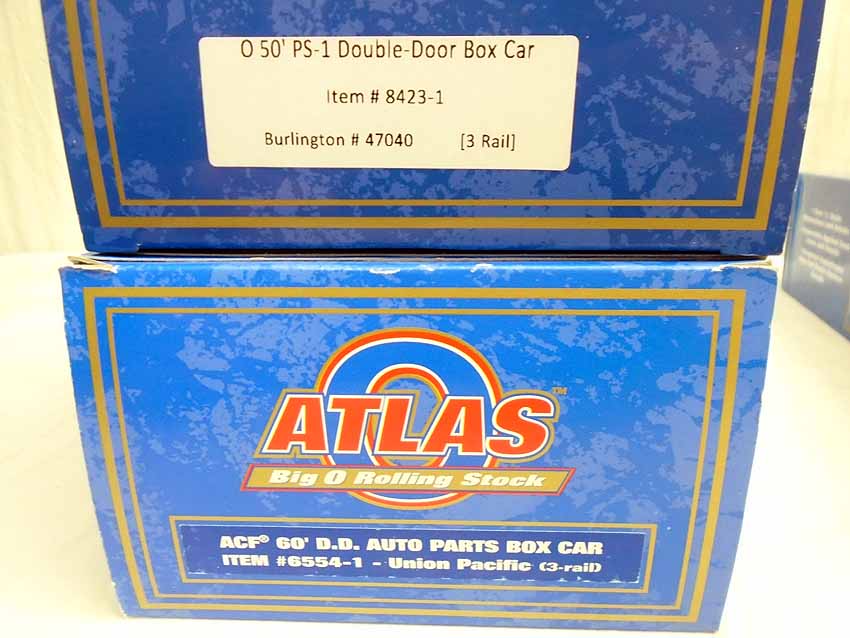 O 50' PS-1 Double-Door Box Car
Item # 8423-1
Burlington # 47040 [3 Rail]
ATLAS™
O
Big O Rolling Stock
ACF® 60' D.D. AUTO PARTS BOX CAR
ITEM #6554-1 - Union Pacific (3-rail)